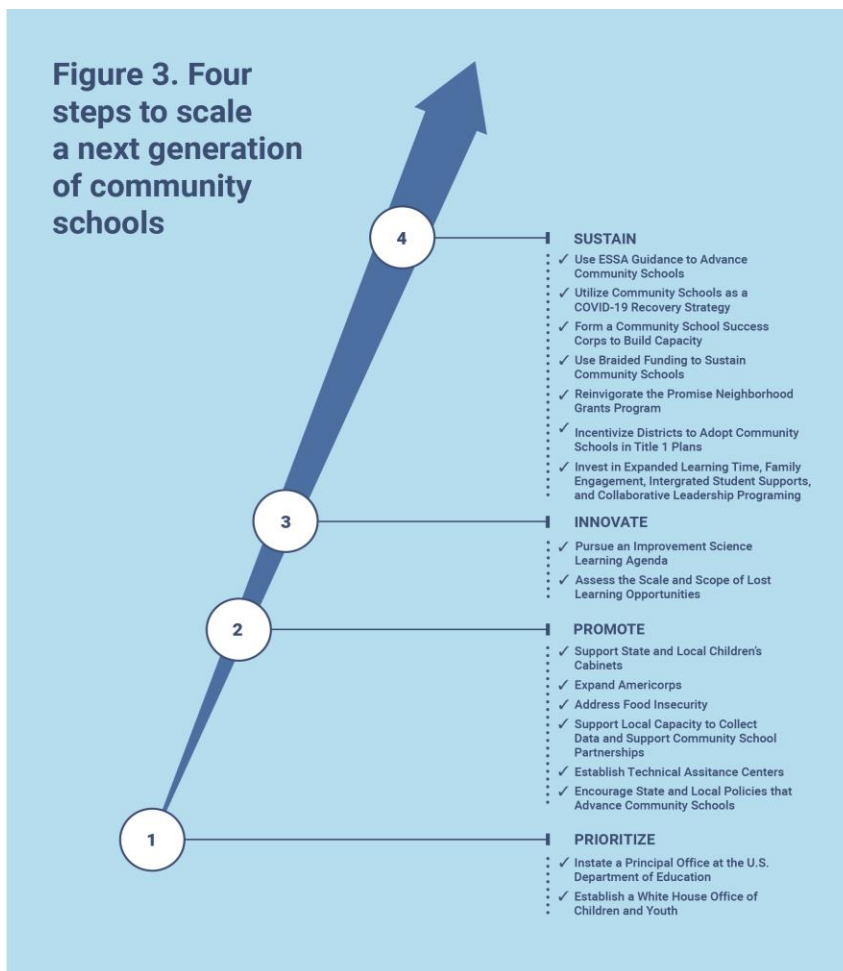 Figure 3. Four
steps to scale
a next generation
of community
schools
4
SUSTAIN
✓ Use ESSA Guidance to Advance
Community Schools
✓ Utilize Community Schools as a
COVID-19 Recovery Strategy
✓ Form a Community School Success
Corps to Build Capacity
✓ Use Braided Funding to Sustain
Community Schools
✓ Reinvigorate the Promise Neighborhood
Grants Program
✓ Incentivize Districts to Adopt Community
Schools in Title 1 Plans
✓ Invest in Expanded Learning Time, Family
Engagement, Intergrated Student Supports,
and Collaborative Leadership Programing
3
INNOVATE
✓ Pursue an Improvement Science
Learning Agenda
✓ Assess the Scale and Scope of Lost
Learning Opportunities
2
PROMOTE
✓ Support State and Local Children's
Cabinets
✓ Expand Americorps
✓ Address Food Insecurity
✓ Support Local Capacity to Collect
Data and Support Community School
Partnerships
✓ Establish Technical Assitance Centers
✓ Encourage State and Local Policies that
Advance Community Schools
1
PRIORITIZE
✓ Instate a Principal Office at the U.S.
Department of Education
✓ Establish a White House Office of
Children and Youth